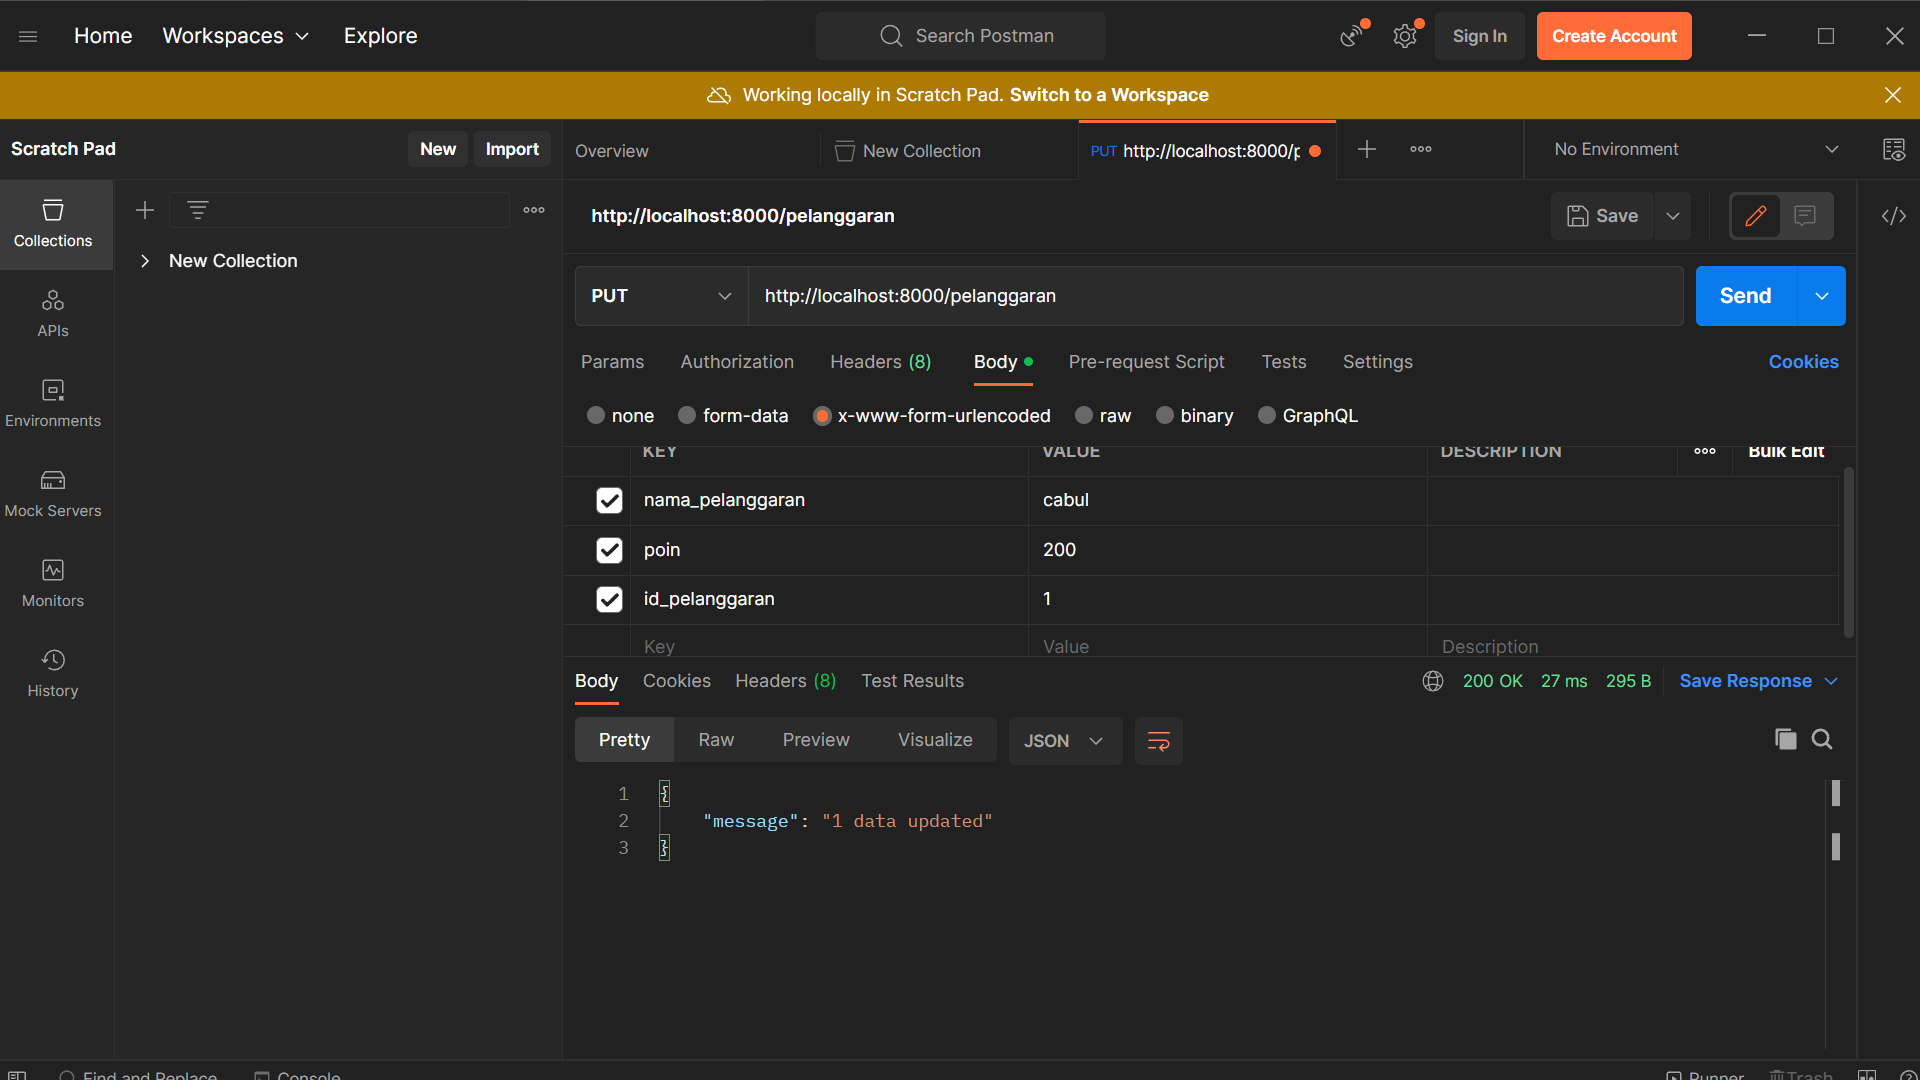 Home Workspaces Explore Search Postman Sign In Create Account
Working locally in Scratch Pad. Switch to a Workspace
Scratch Pad New Import Overview New Collection PUT http://localhost:8000/p No Environment
Collections
New Collection
APIs
Environments
Mock Servers
Monitors
History
http://localhost:8000/pelanggaran Save
PUT http://localhost:8000/pelanggaran Send
Params Authorization Headers (8) Body Pre-request Script Tests Settings Cookies
none form-data x-www-form-urlencoded raw binary GraphQL
KEY VALUE DESCRIPTION Bulk Edit
nama_pelanggaran cabul
poin 200
id_pelanggaran 1
Key Value Description
Body Cookies Headers (8) Test Results 200 OK 27 ms 295 B Save Response
Pretty Raw Preview Visualize JSON
1 {
2 "message": "1 data updated"
3 }
Find and Replace Console Runner Trash